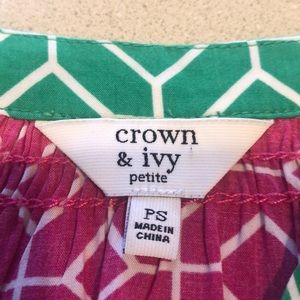 crown
& ivy
petite
PS
MADE IN
CHINA